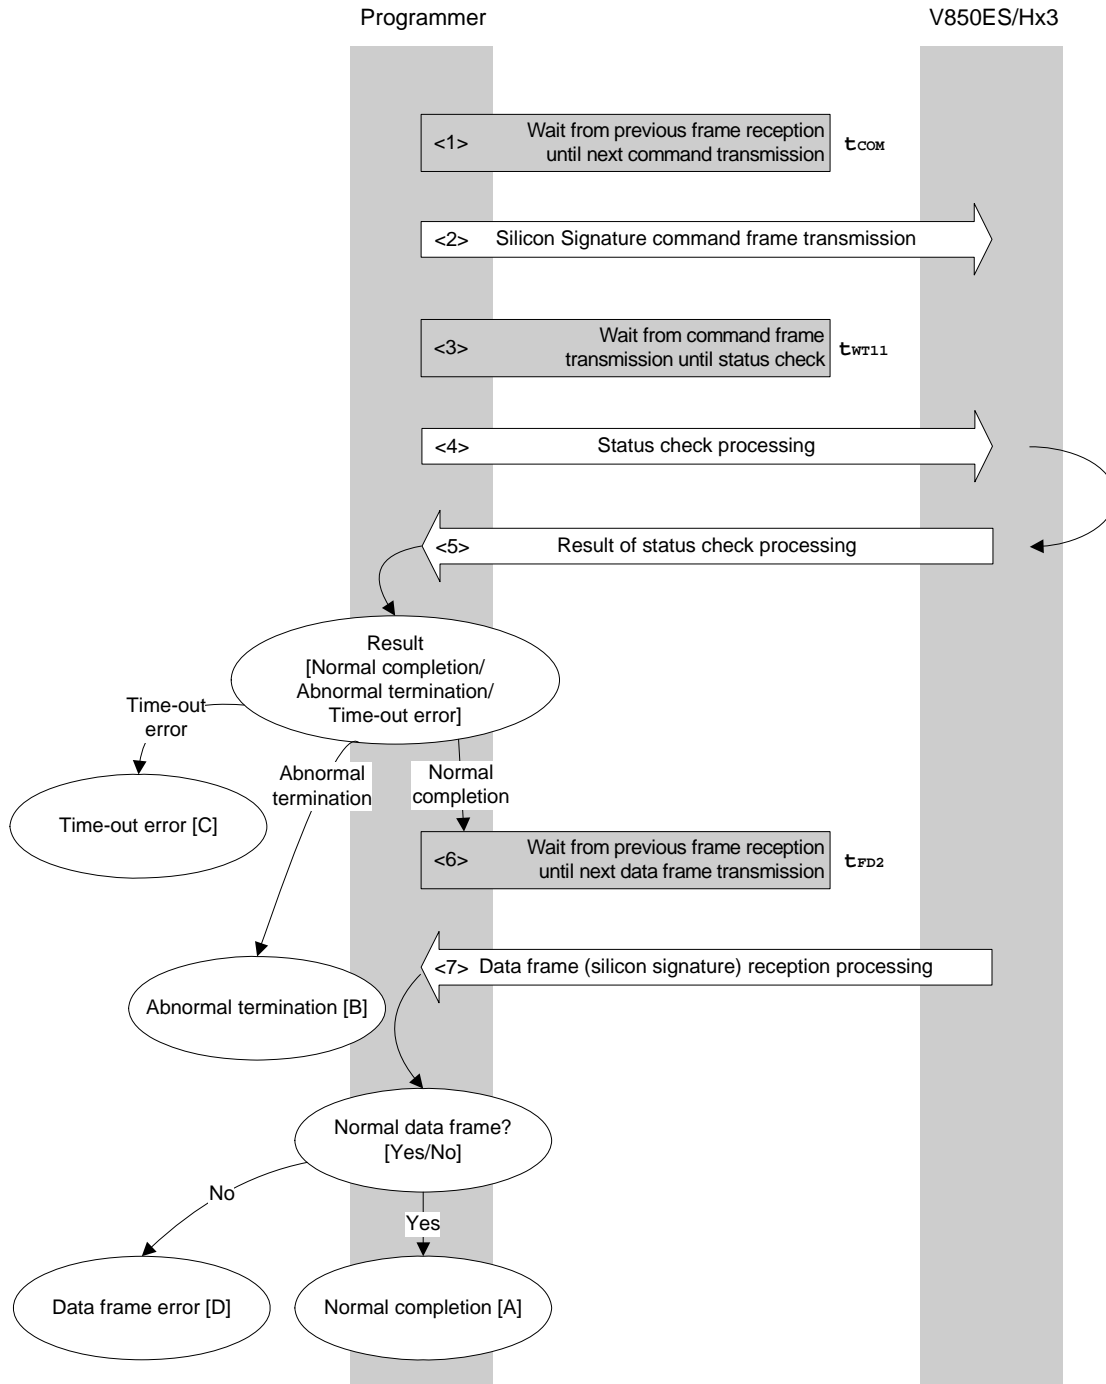 Programmer
V850ES/Hx3
<1>
Wait from previous frame reception
until next command transmission
tCOM
<2> Silicon Signature command frame transmission
<3>
Wait from command frame
transmission until status check
tWT11
<4> Status check processing
<5> Result of status check processing
Result
[Normal completion/
Abnormal termination/
Time-out error]
Time-out
error
Abnormal
termination
Normal
completion
Time-out error [C]
<6>
Wait from previous frame reception
until next data frame transmission
tFD2
<7> Data frame (silicon signature) reception processing
Abnormal termination [B]
Normal data frame?
[Yes/No]
No
Yes
Data frame error [D]
Normal completion [A]